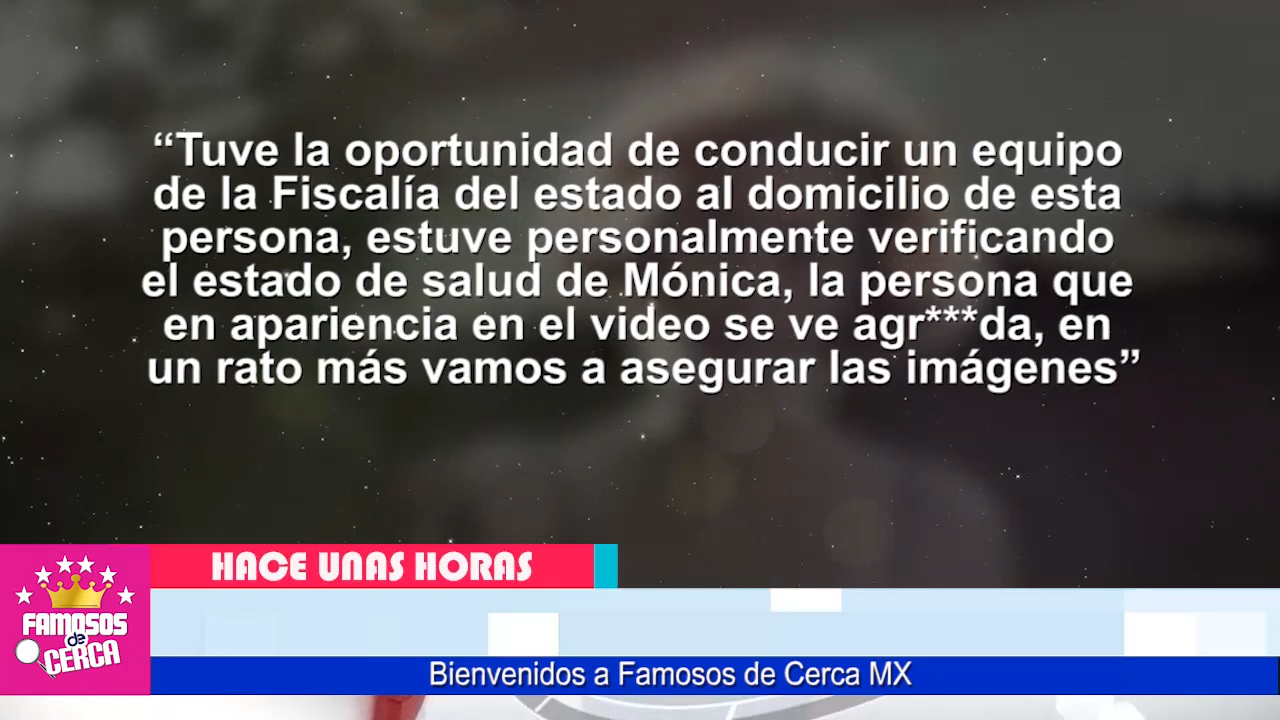 “Tuve la oportunidad de conducir un equipo
de la Fiscalía del estado al domicilio de esta
persona, estuve personalmente verificando
el estado de salud de Mónica, la persona que
en apariencia en el video se ve agr***da, en
un rato más vamos a asegurar las imágenes”
HACE UNAS HORAS
FAMOSOS
de
CERCA
Bienvenidos a Famosos de Cerca MX